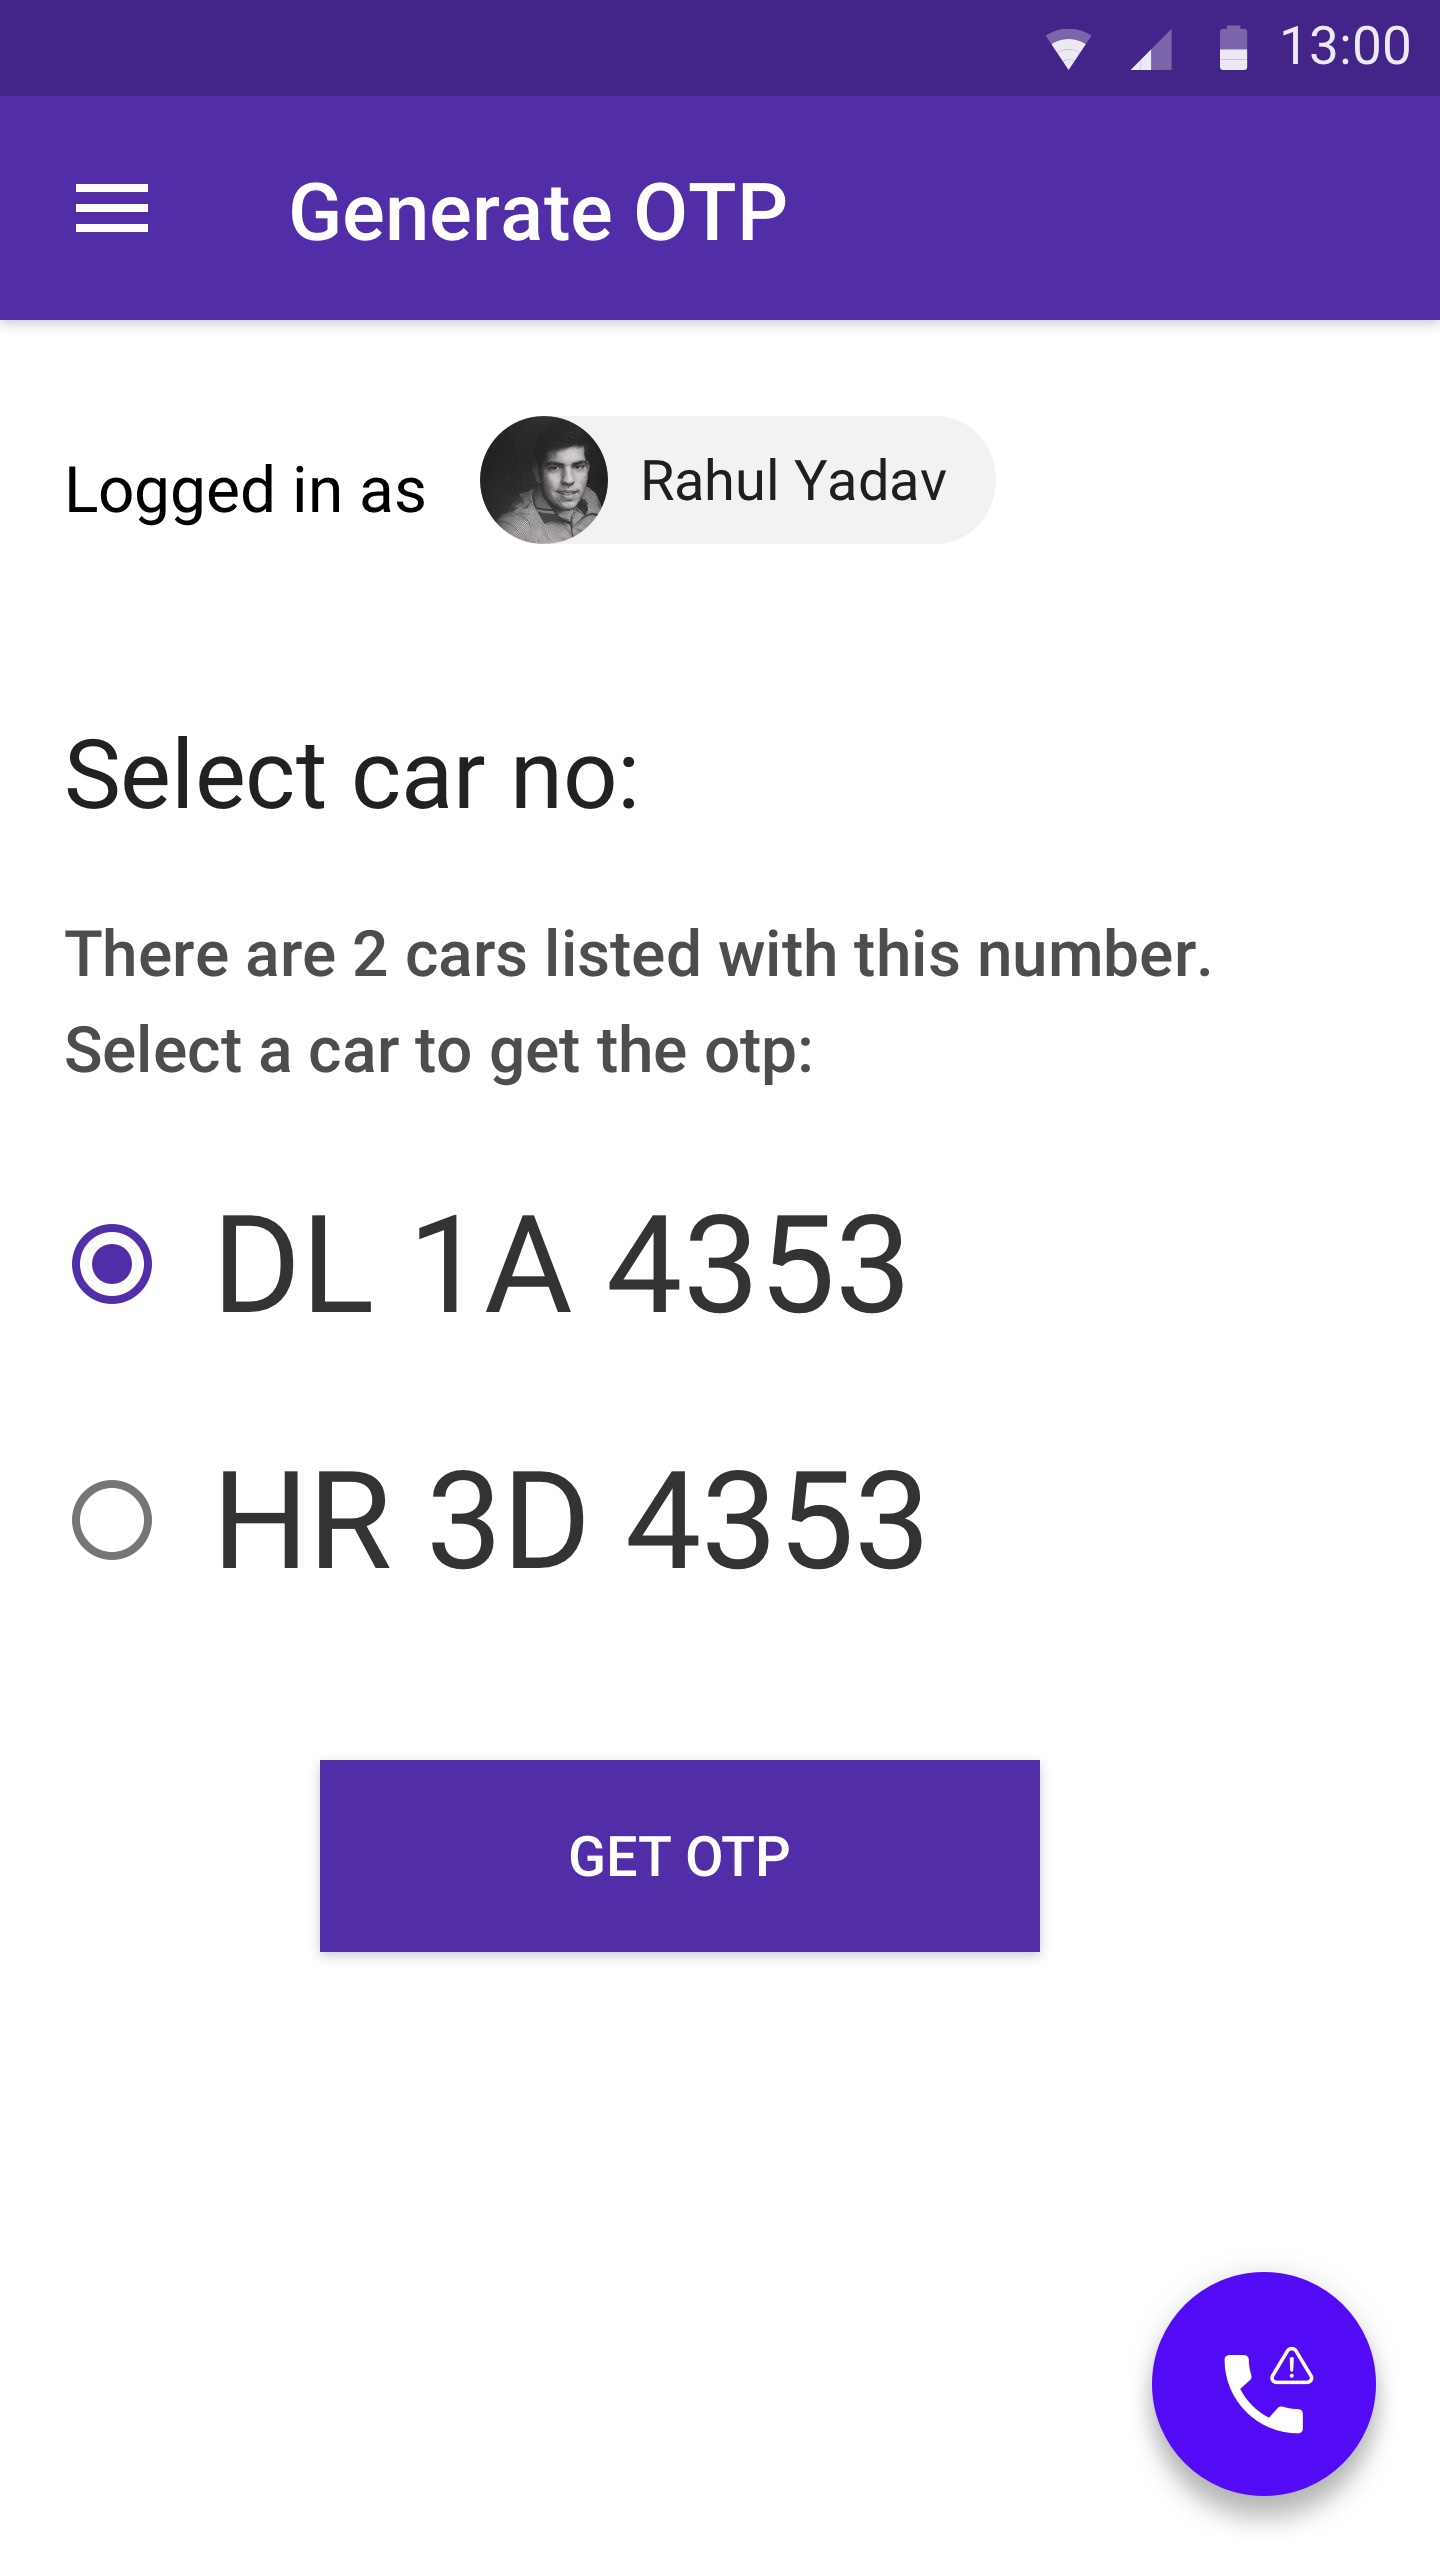 13:00
Generate OTP
Logged in as
Rahul Yadav
Select car no:
There are 2 cars listed with this number.
Select a car to get the otp:
DL 1A 4353
HR 3D 4353
GET OTP